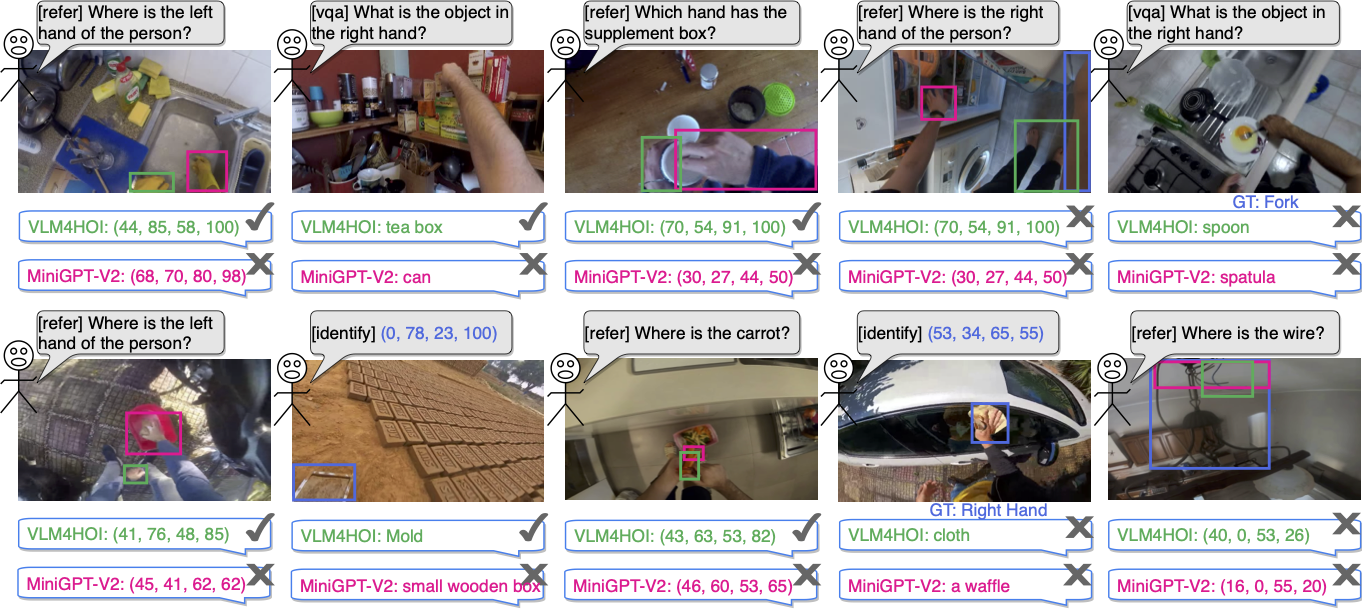 [refer] Where is the left
hand of the person?
[vqa] What is the object in
the right hand?
[refer] Which hand has the
supplement box?
[refer] Where is the right
hand of the person?
[vqa] What is the object in
the right hand?
GT: Fork
VLM4HOI: (44, 85, 58, 100)
VLM4HOI: tea box
VLM4HOI: (70, 54, 91, 100)
VLM4HOI: (70, 54, 91, 100)
VLM4HOI: spoon
MiniGPT-V2: (68, 70, 80, 98)
MiniGPT-V2: can
MiniGPT-V2: (30, 27, 44, 50)
MiniGPT-V2: (30, 27, 44, 50)
MiniGPT-V2: spatula
[refer] Where is the left
hand of the person?
[identify] (0, 78, 23, 100)
[refer] Where is the carrot?
[identify] (53, 34, 65, 55)
[refer] Where is the wire?
GT: Right Hand
VLM4HOI: (41, 76, 48, 85)
VLM4HOI: Mold
VLM4HOI: (43, 63, 53, 82)
VLM4HOI: cloth
VLM4HOI: (40, 0, 53, 26)
MiniGPT-V2: (45, 41, 62, 62)
MiniGPT-V2: small wooden box
MiniGPT-V2: (46, 60, 53, 65)
MiniGPT-V2: a waffle
MiniGPT-V2: (16, 0, 55, 20)